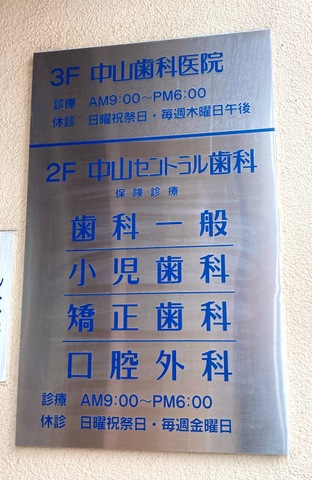 3F 中山歯科医院
診療 AM9:00～PM6:00
休診 日曜祝祭日・毎週木曜日午後
2F 中山セントラル歯科
保険診療
歯科一般
小児歯科
矯正歯科
口腔外科
診療 AM9:00～PM6:00
休診 日曜祝祭日・毎週金曜日